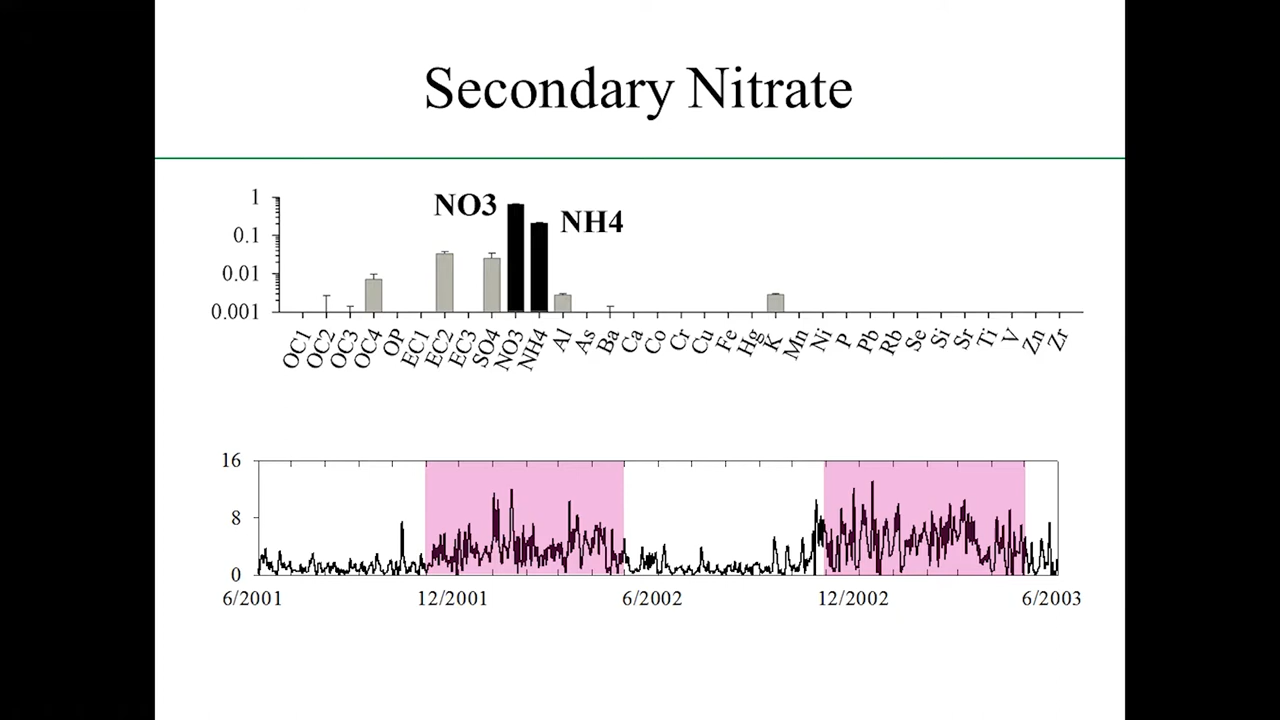 Secondary Nitrate
1
0.1
0.01
0.001
NO3
NH4
OC1 OC2 OC3 OC4 OP EC1 EC2 EC3 SO4 NO3 NH4 Al As Ba Ca Co Cr Cu Fe Hg K Mn Ni P Pb Rb Se Si Sr Ti V Zn Zr
16
8
0
6/2001 12/2001 6/2002 12/2002 6/2003